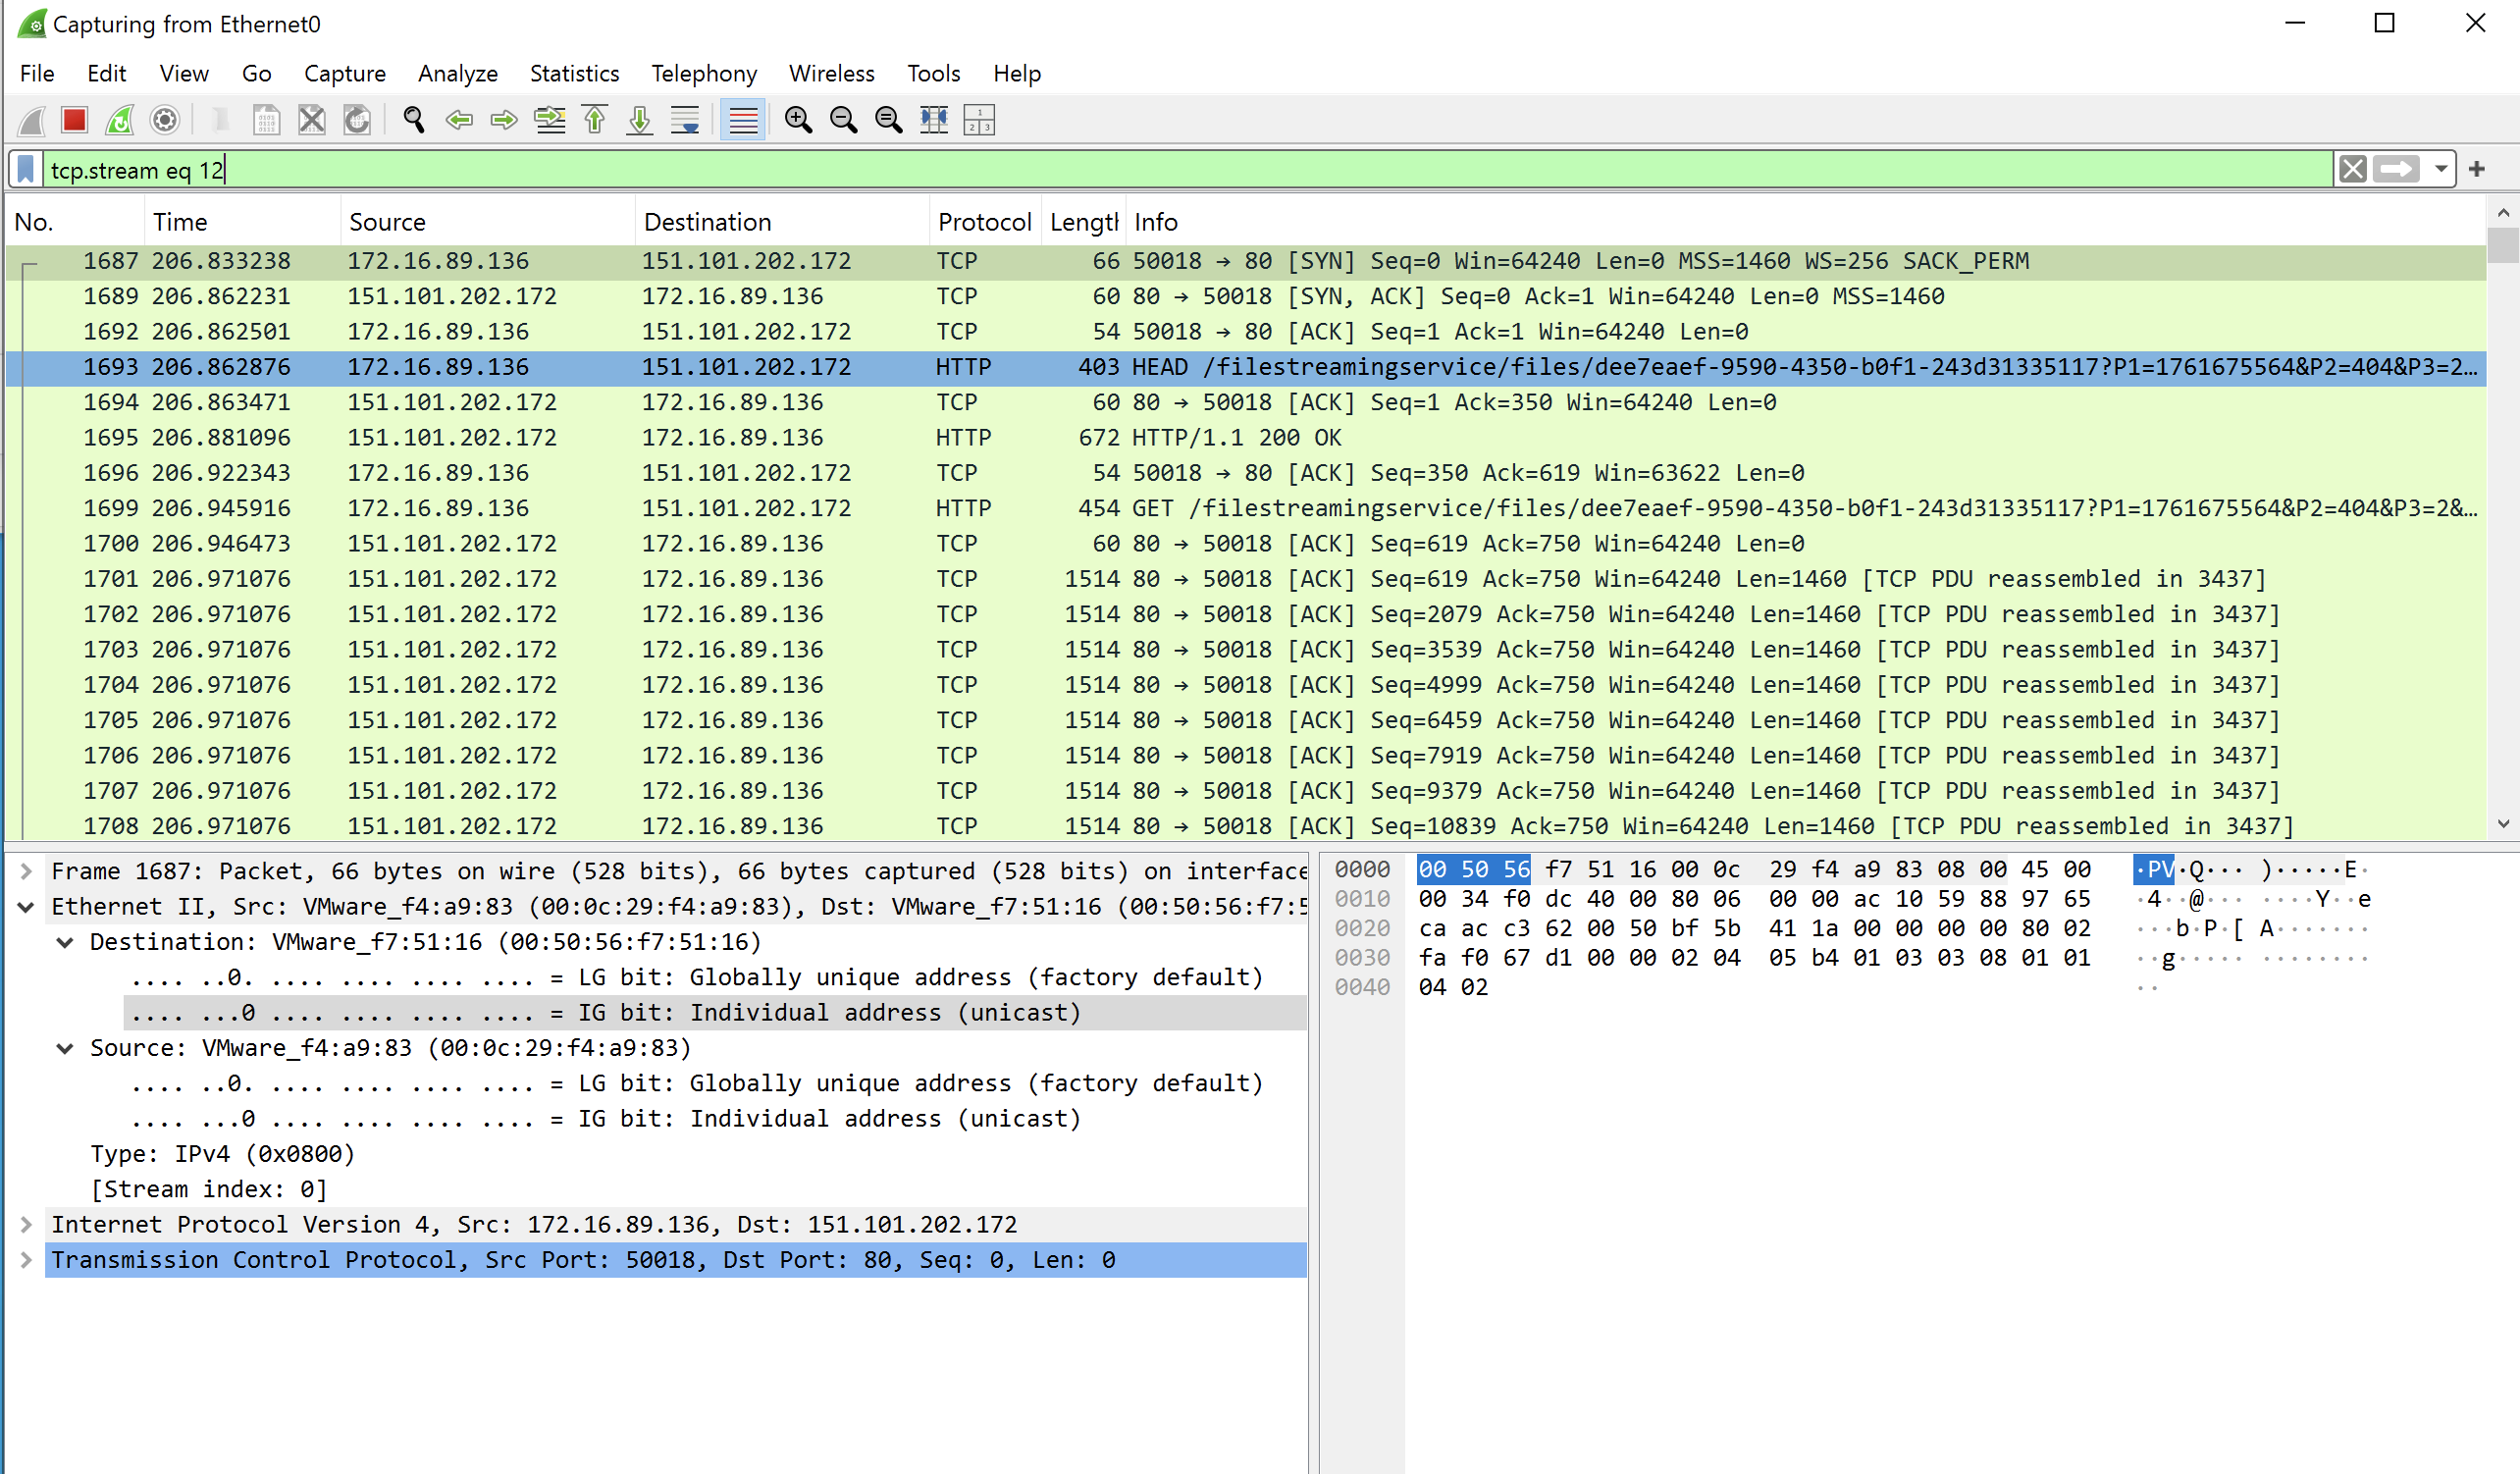 Capturing from Ethernet0
File Edit View Go Capture Analyze Statistics Telephony Wireless Tools Help
tcp.stream eq 12
No. Time Source Destination Protocol Length Info
1687 206.833238 172.16.89.136 151.101.202.172 TCP 66 50018 → 80 [SYN] Seq=0 Win=64240 Len=0 MSS=1460 WS=256 SACK_PERM
1689 206.862231 151.101.202.172 172.16.89.136 TCP 60 80 → 50018 [SYN, ACK] Seq=0 Ack=1 Win=64240 Len=0 MSS=1460
1692 206.862501 172.16.89.136 151.101.202.172 TCP 54 50018 → 80 [ACK] Seq=1 Ack=1 Win=64240 Len=0
1693 206.862876 172.16.89.136 151.101.202.172 HTTP 403 HEAD /filestreamingservice/files/dee7eaef-9590-4350-b0f1-243d31335117?P1=1761675564&P2=404&P3=2…
1694 206.863471 151.101.202.172 172.16.89.136 TCP 60 80 → 50018 [ACK] Seq=1 Ack=350 Win=64240 Len=0
1695 206.881096 151.101.202.172 172.16.89.136 HTTP 672 HTTP/1.1 200 OK
1696 206.922343 172.16.89.136 151.101.202.172 TCP 54 50018 → 80 [ACK] Seq=350 Ack=619 Win=63622 Len=0
1699 206.945916 172.16.89.136 151.101.202.172 HTTP 454 GET /filestreamingservice/files/dee7eaef-9590-4350-b0f1-243d31335117?P1=1761675564&P2=404&P3=2&…
1700 206.946473 151.101.202.172 172.16.89.136 TCP 60 80 → 50018 [ACK] Seq=619 Ack=750 Win=64240 Len=0
1701 206.971076 151.101.202.172 172.16.89.136 TCP 1514 80 → 50018 [ACK] Seq=619 Ack=750 Win=64240 Len=1460 [TCP PDU reassembled in 3437]
1702 206.971076 151.101.202.172 172.16.89.136 TCP 1514 80 → 50018 [ACK] Seq=2079 Ack=750 Win=64240 Len=1460 [TCP PDU reassembled in 3437]
1703 206.971076 151.101.202.172 172.16.89.136 TCP 1514 80 → 50018 [ACK] Seq=3539 Ack=750 Win=64240 Len=1460 [TCP PDU reassembled in 3437]
1704 206.971076 151.101.202.172 172.16.89.136 TCP 1514 80 → 50018 [ACK] Seq=4999 Ack=750 Win=64240 Len=1460 [TCP PDU reassembled in 3437]
1705 206.971076 151.101.202.172 172.16.89.136 TCP 1514 80 → 50018 [ACK] Seq=6459 Ack=750 Win=64240 Len=1460 [TCP PDU reassembled in 3437]
1706 206.971076 151.101.202.172 172.16.89.136 TCP 1514 80 → 50018 [ACK] Seq=7919 Ack=750 Win=64240 Len=1460 [TCP PDU reassembled in 3437]
1707 206.971076 151.101.202.172 172.16.89.136 TCP 1514 80 → 50018 [ACK] Seq=9379 Ack=750 Win=64240 Len=1460 [TCP PDU reassembled in 3437]
1708 206.971076 151.101.202.172 172.16.89.136 TCP 1514 80 → 50018 [ACK] Seq=10839 Ack=750 Win=64240 Len=1460 [TCP PDU reassembled in 3437]
Frame 1687: Packet, 66 bytes on wire (528 bits), 66 bytes captured (528 bits) on interface
Ethernet II, Src: VMware_f4:a9:83 (00:0c:29:f4:a9:83), Dst: VMware_f7:51:16 (00:50:56:f7:5
Destination: VMware_f7:51:16 (00:50:56:f7:51:16)
.... ..0. .... .... .... .... = LG bit: Globally unique address (factory default)
.... ...0 .... .... .... .... = IG bit: Individual address (unicast)
Source: VMware_f4:a9:83 (00:0c:29:f4:a9:83)
.... ..0. .... .... .... .... = LG bit: Globally unique address (factory default)
.... ...0 .... .... .... .... = IG bit: Individual address (unicast)
Type: IPv4 (0x0800)
[Stream index: 0]
Internet Protocol Version 4, Src: 172.16.89.136, Dst: 151.101.202.172
Transmission Control Protocol, Src Port: 50018, Dst Port: 80, Seq: 0, Len: 0
0000 00 50 56 f7 51 16 00 0c 29 f4 a9 83 08 00 45 00 ·PV·Q··· )·····E·
0010 00 34 f0 dc 40 00 80 06 00 00 ac 10 59 88 97 65 ·4··@··· ····Y··e
0020 ca ac c3 62 00 50 bf 5b 41 1a 00 00 00 00 80 02 ···b·P·[ A·······
0030 fa f0 67 d1 00 00 02 04 05 b4 01 03 03 08 01 01 ··g····· ········
0040 04 02 ··